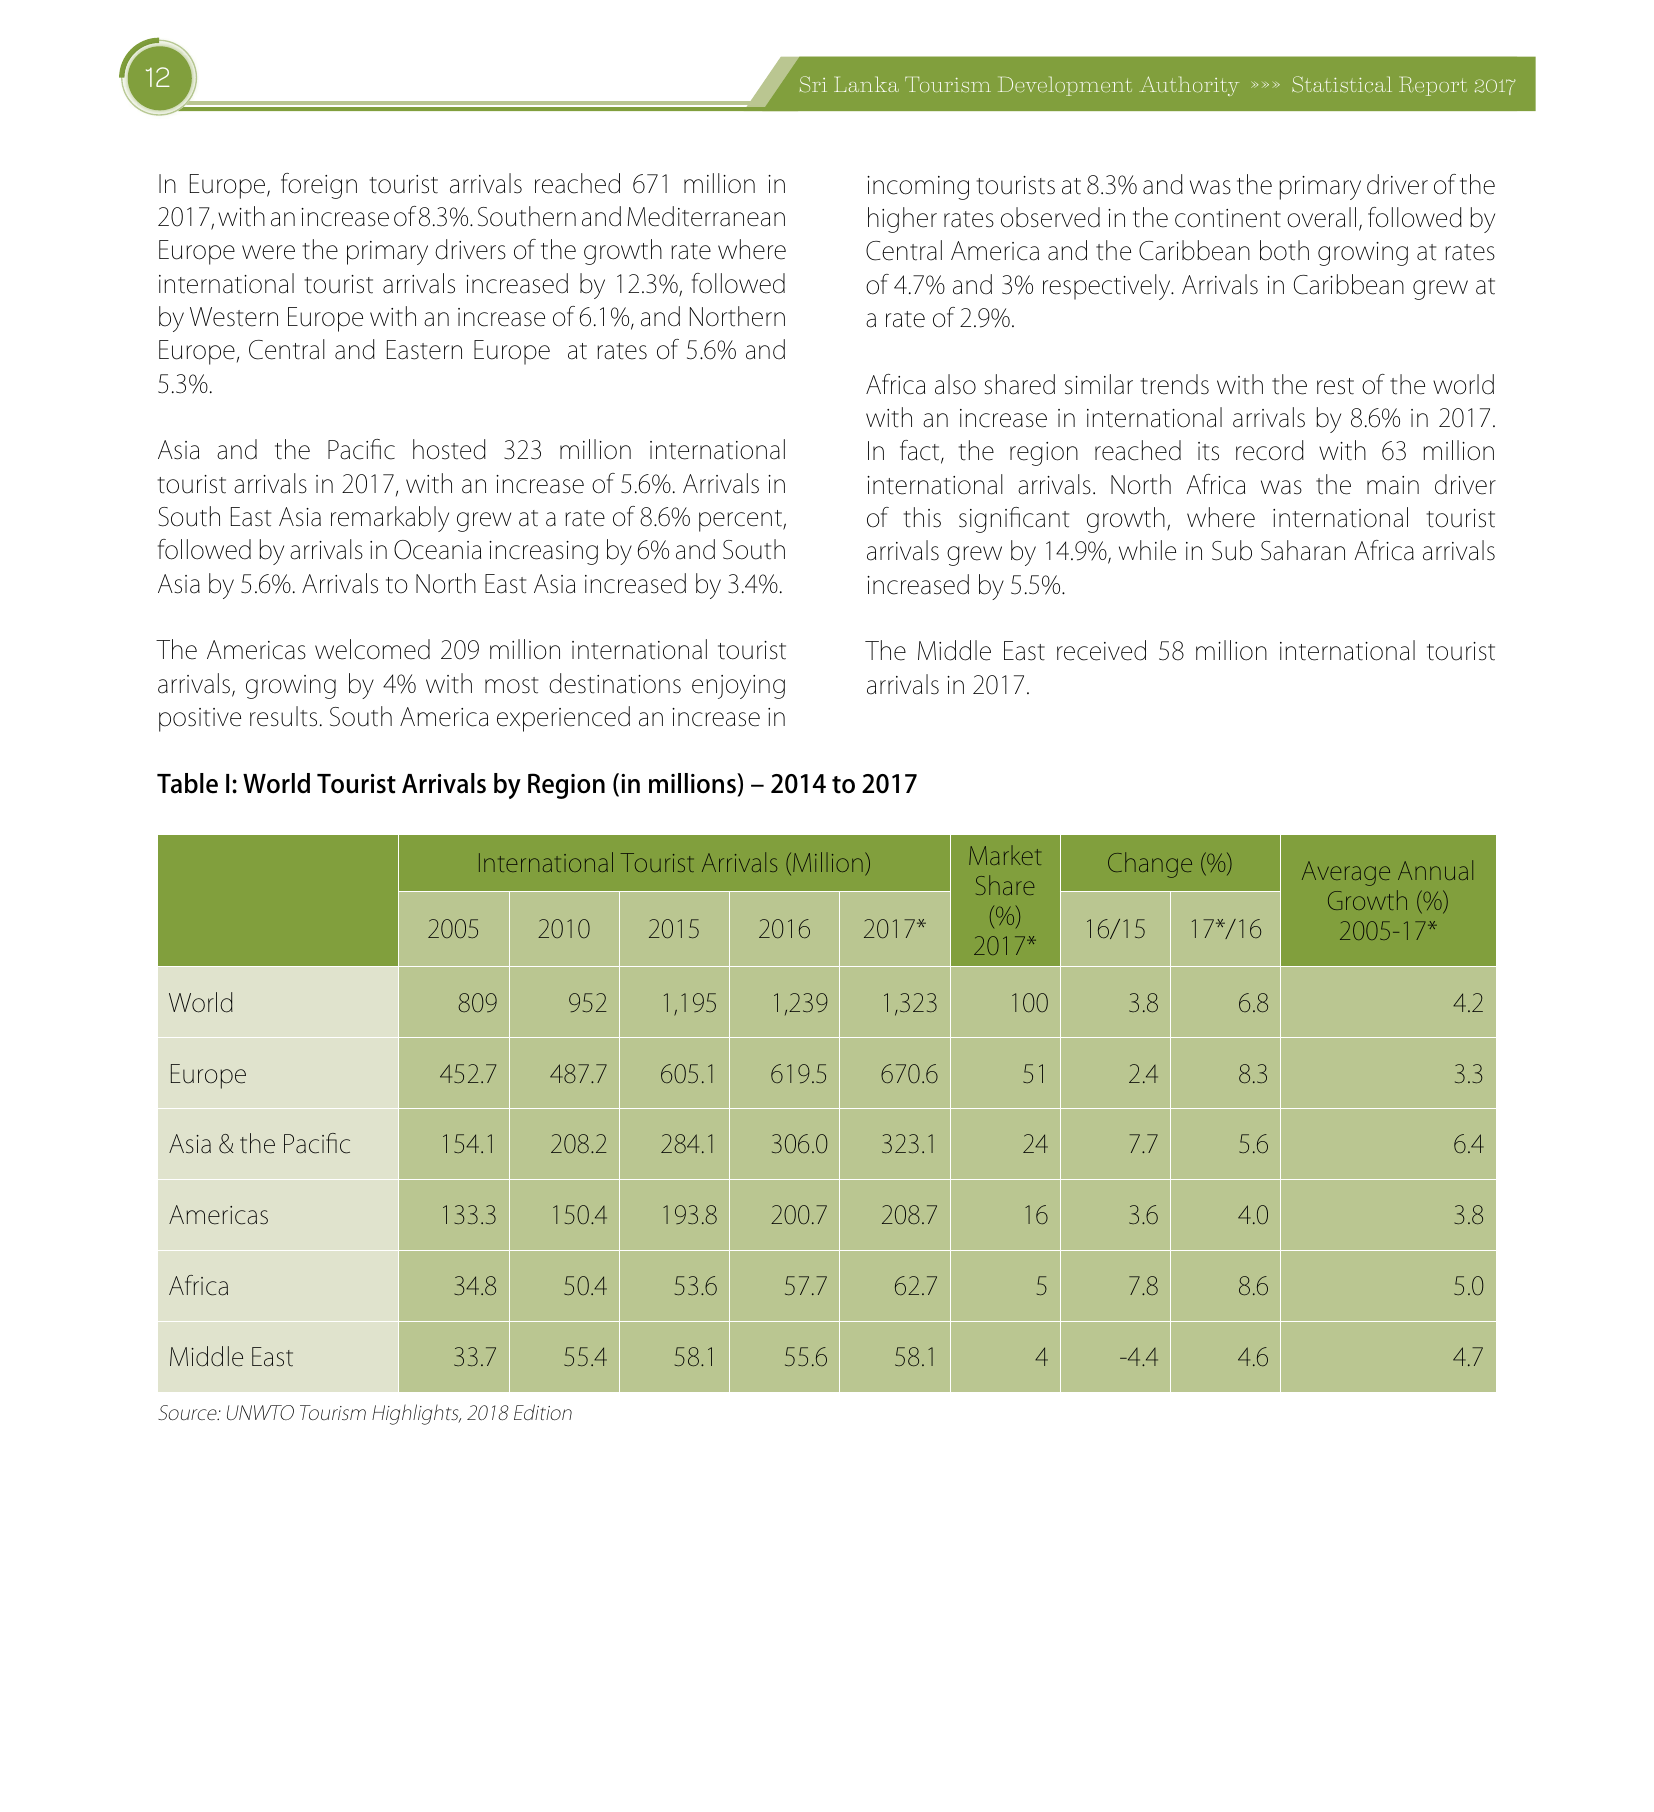 12
Sri Lanka Tourism Development Authority »»» Statistical Report 2017
In Europe, foreign tourist arrivals reached 671 million in
2017, with an increase of 8.3%. Southern and Mediterranean
Europe were the primary drivers of the growth rate where
international tourist arrivals increased by 12.3%, followed
by Western Europe with an increase of 6.1%, and Northern
Europe, Central and Eastern Europe at rates of 5.6% and
5.3%.
Asia and the Pacific hosted 323 million international
tourist arrivals in 2017, with an increase of 5.6%. Arrivals in
South East Asia remarkably grew at a rate of 8.6% percent,
followed by arrivals in Oceania increasing by 6% and South
Asia by 5.6%. Arrivals to North East Asia increased by 3.4%.
The Americas welcomed 209 million international tourist
arrivals, growing by 4% with most destinations enjoying
positive results. South America experienced an increase in
incoming tourists at 8.3% and was the primary driver of the
higher rates observed in the continent overall, followed by
Central America and the Caribbean both growing at rates
of 4.7% and 3% respectively. Arrivals in Caribbean grew at
a rate of 2.9%.
Africa also shared similar trends with the rest of the world
with an increase in international arrivals by 8.6% in 2017.
In fact, the region reached its record with 63 million
international arrivals. North Africa was the main driver
of this significant growth, where international tourist
arrivals grew by 14.9%, while in Sub Saharan Africa arrivals
increased by 5.5%.
The Middle East received 58 million international tourist
arrivals in 2017.
Table I: World Tourist Arrivals by Region (in millions) – 2014 to 2017
International Tourist Arrivals (Million)
Market
Share
(%)
2017*
Change (%)
Average Annual
Growth (%)
2005-17*
2005 2010 2015 2016 2017* 16/15 17*/16
World 809 952 1,195 1,239 1,323 100 3.8 6.8 4.2
Europe 452.7 487.7 605.1 619.5 670.6 51 2.4 8.3 3.3
Asia & the Pacific 154.1 208.2 284.1 306.0 323.1 24 7.7 5.6 6.4
Americas 133.3 150.4 193.8 200.7 208.7 16 3.6 4.0 3.8
Africa 34.8 50.4 53.6 57.7 62.7 5 7.8 8.6 5.0
Middle East 33.7 55.4 58.1 55.6 58.1 4 -4.4 4.6 4.7
Source: UNWTO Tourism Highlights, 2018 Edition